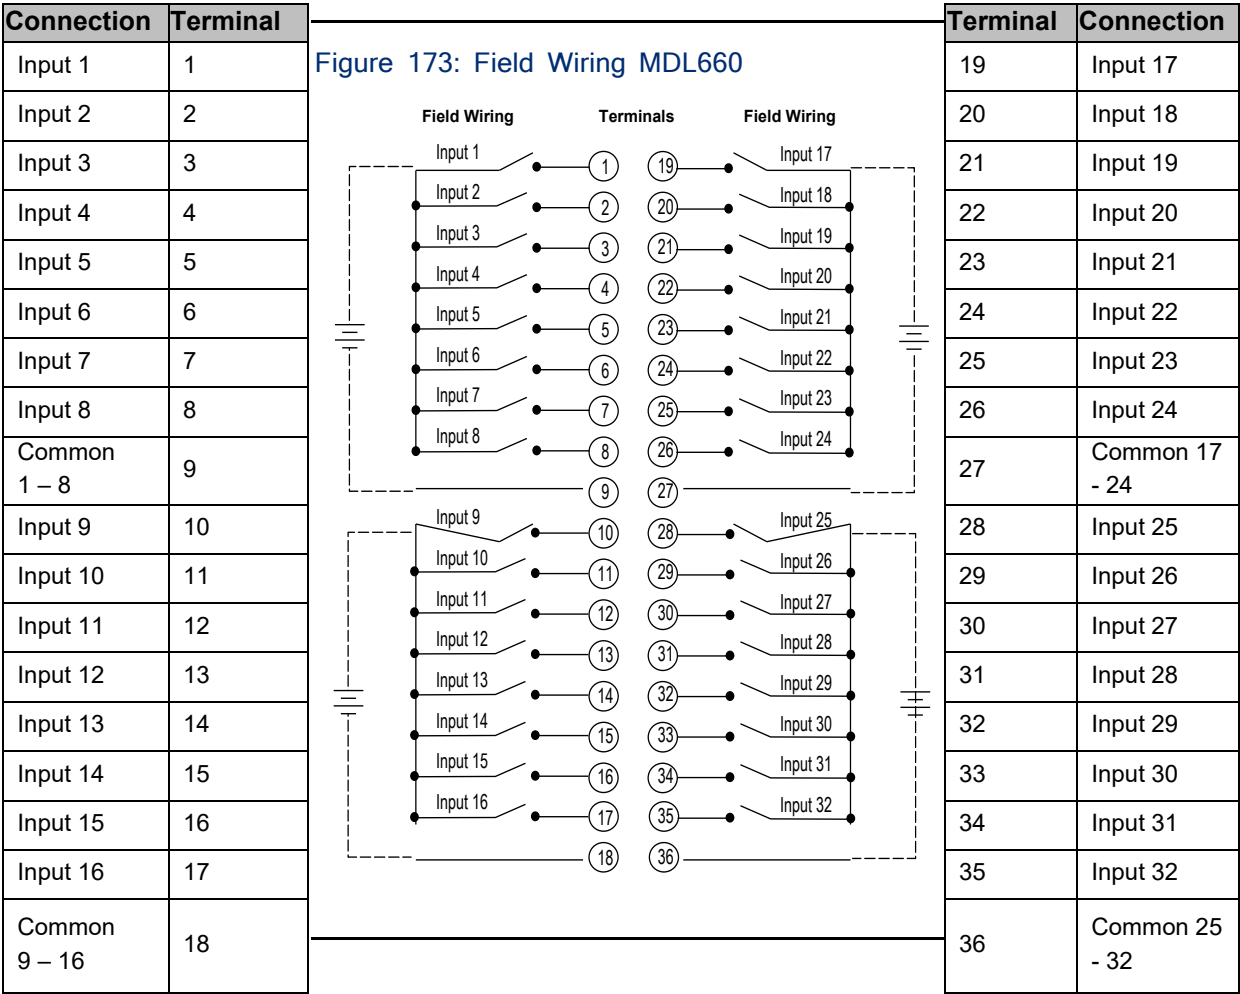 Connection Terminal
Input 1 1
Input 2 2
Input 3 3
Input 4 4
Input 5 5
Input 6 6
Input 7 7
Input 8 8
Common
1 – 8 9
Input 9 10
Input 10 11
Input 11 12
Input 12 13
Input 13 14
Input 14 15
Input 15 16
Input 16 17
Common
9 – 16 18
Figure 173: Field Wiring MDL660
Field Wiring Terminals Field Wiring
Input 1 1 19 Input 17
Input 2 2 20 Input 18
Input 3 3 21 Input 19
Input 4 4 22 Input 20
Input 5 5 23 Input 21
Input 6 6 24 Input 22
Input 7 7 25 Input 23
Input 8 8 26 Input 24
9 27
Input 9 10 28 Input 25
Input 10 11 29 Input 26
Input 11 12 30 Input 27
Input 12 13 31 Input 28
Input 13 14 32 Input 29
Input 14 15 33 Input 30
Input 15 16 34 Input 31
Input 16 17 35 Input 32
18 36
Terminal Connection
19 Input 17
20 Input 18
21 Input 19
22 Input 20
23 Input 21
24 Input 22
25 Input 23
26 Input 24
27 Common 17
- 24
28 Input 25
29 Input 26
30 Input 27
31 Input 28
32 Input 29
33 Input 30
34 Input 31
35 Input 32
36 Common 25
- 32